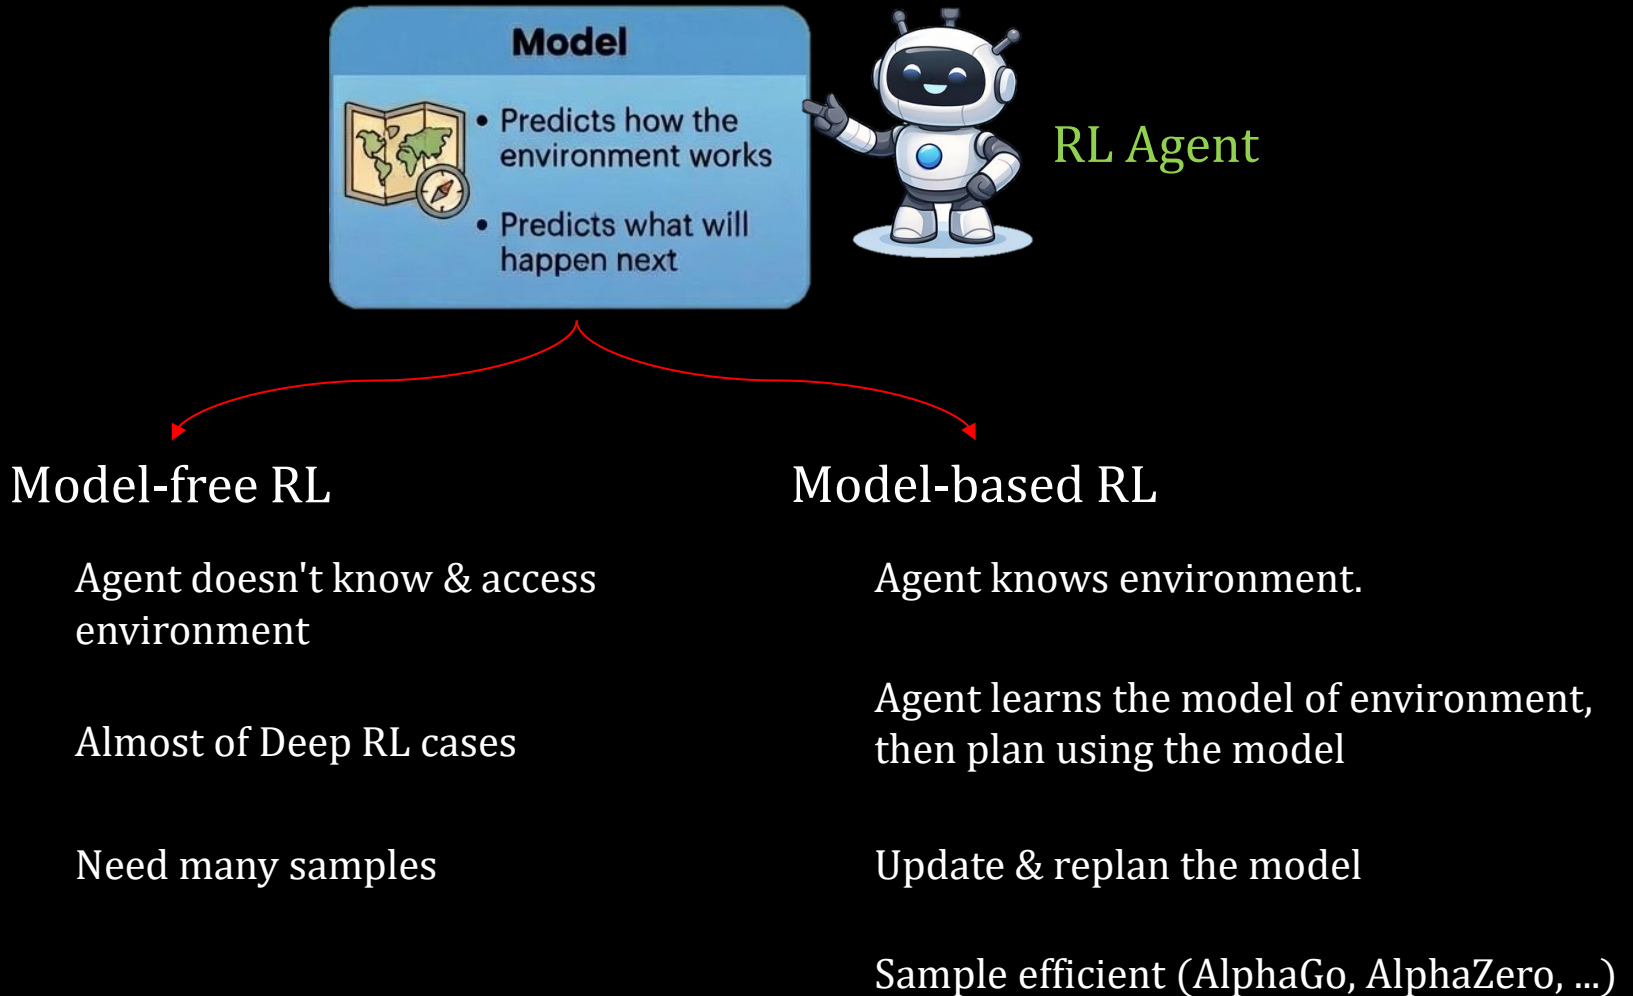 Model
• Predicts how the
environment works
• Predicts what will
happen next
RL Agent
Model-free RL
Agent doesn't know & access
environment
Almost of Deep RL cases
Need many samples
Model-based RL
Agent knows environment.
Agent learns the model of environment,
then plan using the model
Update & replan the model
Sample efficient (AlphaGo, AlphaZero, ...)